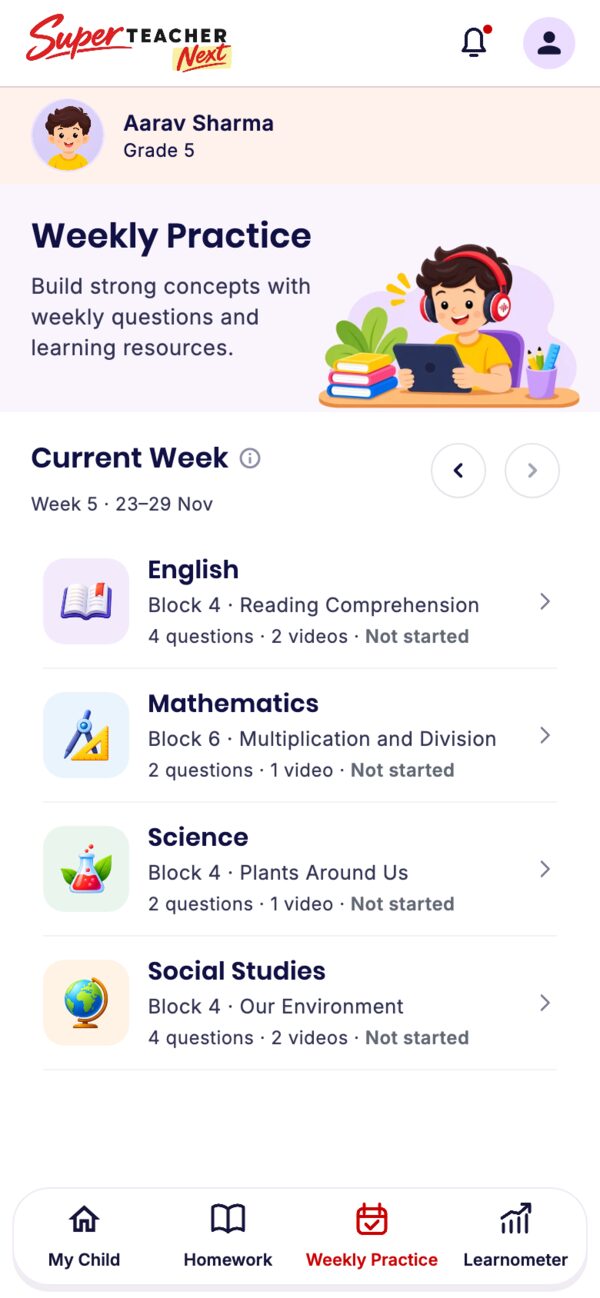 Super TEACHER
Next
Aarav Sharma
Grade 5
Weekly Practice
Build strong concepts with
weekly questions and
learning resources.
Current Week
Week 5 · 23–29 Nov
English
Block 4 · Reading Comprehension
4 questions · 2 videos · Not started
Mathematics
Block 6 · Multiplication and Division
2 questions · 1 video · Not started
Science
Block 4 · Plants Around Us
2 questions · 1 video · Not started
Social Studies
Block 4 · Our Environment
4 questions · 2 videos · Not started
My Child
Homework
Weekly Practice
Learnometer